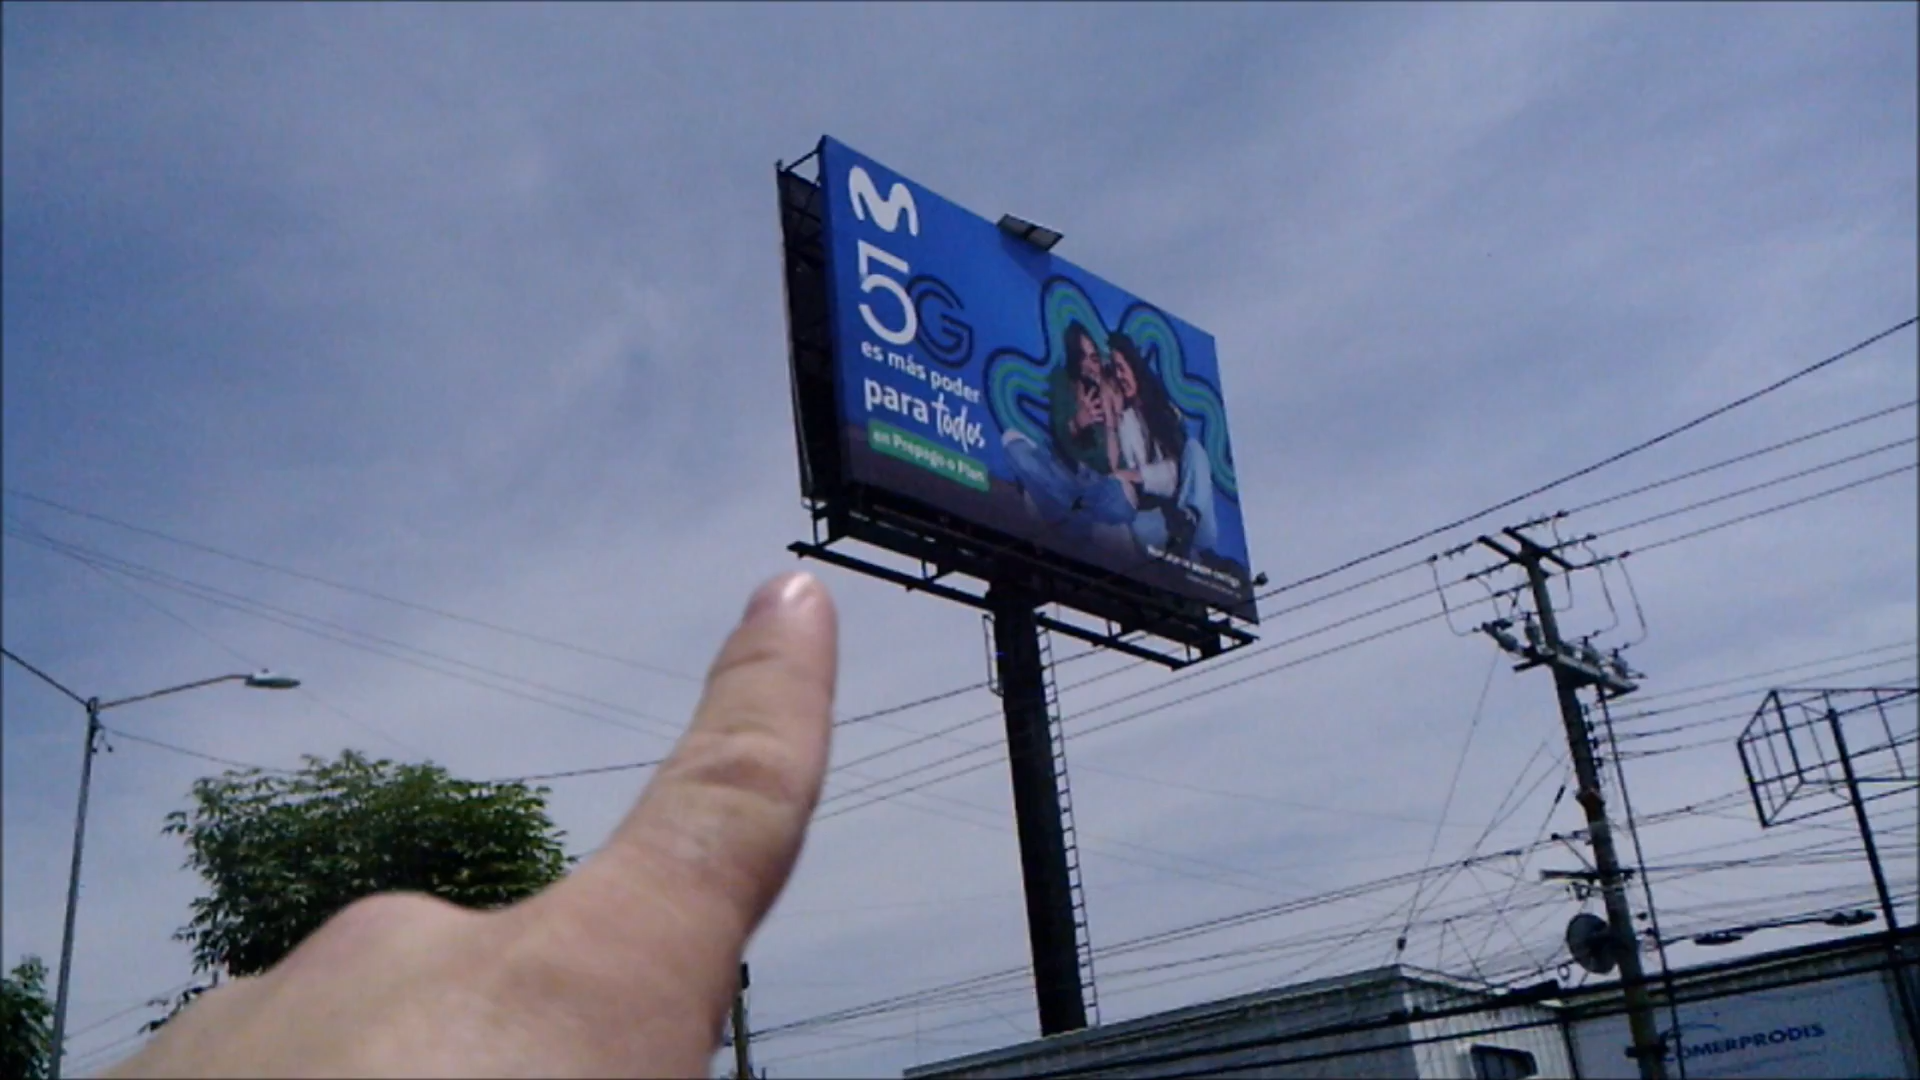 5G
es más poder
para todos
en Prepago o Plan
COMERPRODIS